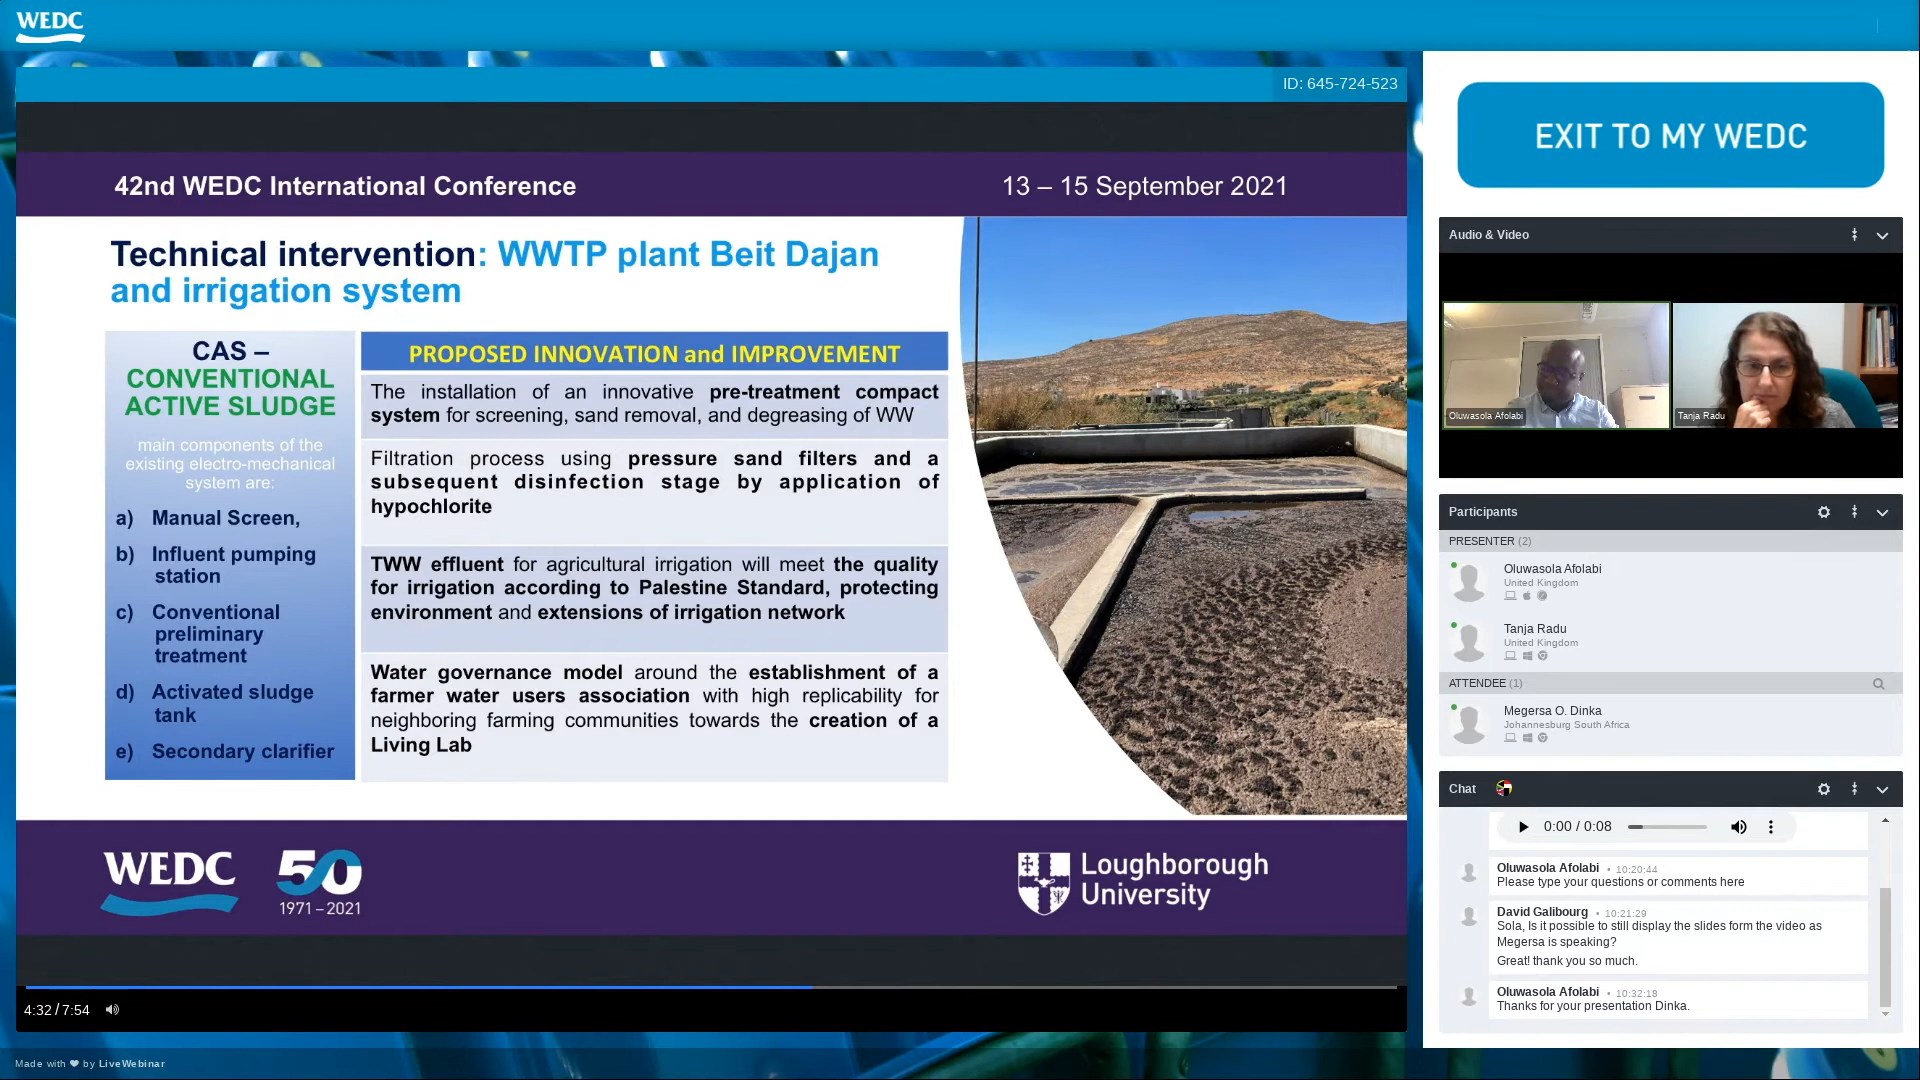 WEDC
ID: 645-724-523
42nd WEDC International Conference
13 – 15 September 2021
Technical intervention: WWTP plant Beit Dajan
and irrigation system
CAS –
CONVENTIONAL
ACTIVE SLUDGE
main components of the
existing electro-mechanical
system are:
a) Manual Screen,
b) Influent pumping
station
c) Conventional
preliminary
treatment
d) Activated sludge
tank
e) Secondary clarifier
PROPOSED INNOVATION and IMPROVEMENT
The installation of an innovative pre-treatment compact
system for screening, sand removal, and degreasing of WW
Filtration process using pressure sand filters and a
subsequent disinfection stage by application of
hypochlorite
TWW effluent for agricultural irrigation will meet the quality
for irrigation according to Palestine Standard, protecting
environment and extensions of irrigation network
Water governance model around the establishment of a
farmer water users association with high replicability for
neighboring farming communities towards the creation of a
Living Lab
WEDC
50
1971–2021
Loughborough
University
4:32 / 7:54
Made with ❤ by LiveWebinar
EXIT TO MY WEDC
Audio & Video
Oluwasola Afolabi
Tanja Radu
Participants
PRESENTER (2)
Oluwasola Afolabi
United Kingdom
Tanja Radu
United Kingdom
ATTENDEE (1)
Megersa O. Dinka
Johannesburg South Africa
Chat
0:00 / 0:08
Oluwasola Afolabi • 10:20:44
Please type your questions or comments here
David Galibourg • 10:21:29
Sola, Is it possible to still display the slides form the video as
Megersa is speaking?
Great! thank you so much.
Oluwasola Afolabi • 10:32:18
Thanks for your presentation Dinka.